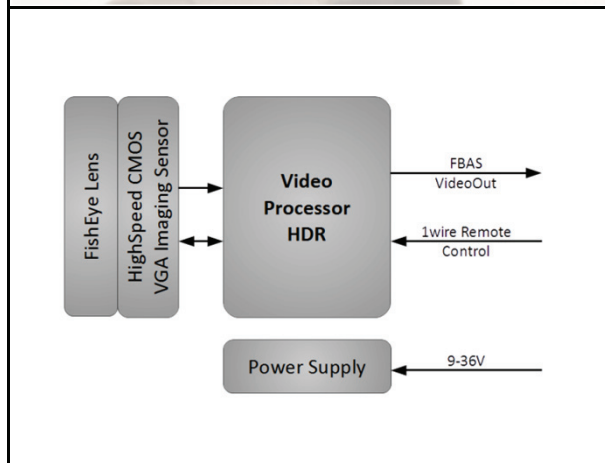 FishEye Lens
HighSpeed CMOS
VGA Imaging Sensor
Video
Processor
HDR
FBAS
VideoOut
1wire Remote
Control
Power Supply
9-36V